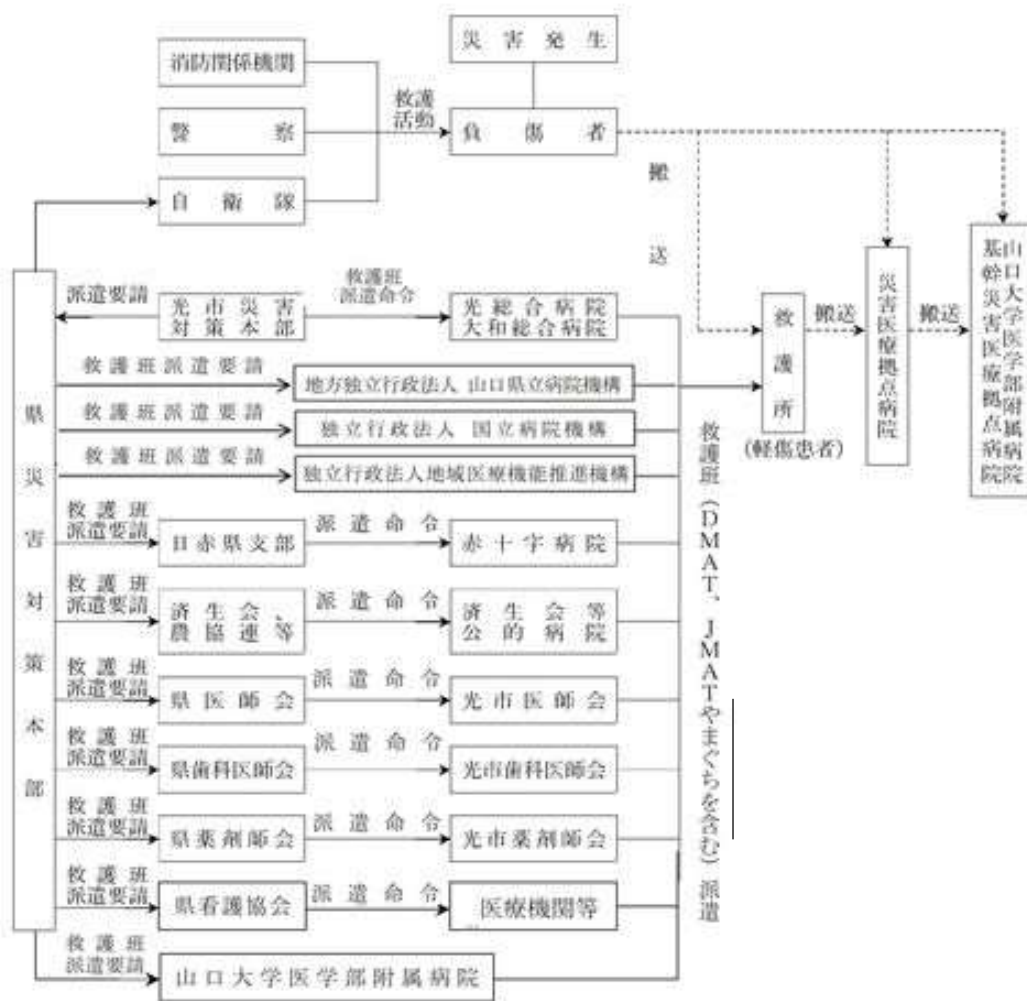 災害発生
消防関係機関
救護
活動
警察
負傷者
搬送
自衛隊
県災害対策本部
派遣要請
光市災害
対策本部
救護班
派遣命令
光総合病院
大和総合病院
救護所
(軽傷患者)
搬送
災害医療拠点病院
搬送
山口大学医学部附属病院
基幹災害医療拠点病院
救護班派遣要請
地方独立行政法人 山口県立病院機構
救護班派遣要請
独立行政法人 国立病院機構
救護班派遣要請
独立行政法人地域医療機能推進機構
救護班
派遣要請
日赤県支部
派遣命令
赤十字病院
救護班
派遣要請
済生会、
農協連等
派遣命令
済生会等
公的病院
救護班
派遣要請
県医師会
派遣命令
光市医師会
救護班
派遣要請
県歯科医師会
派遣命令
光市歯科医師会
救護班
派遣要請
県薬剤師会
派遣命令
光市薬剤師会
救護班
派遣要請
県看護協会
派遣命令
医療機関等
救護班
派遣要請
山口大学医学部附属病院
救護班(DMAT、JMATやまぐちを含む)派遣